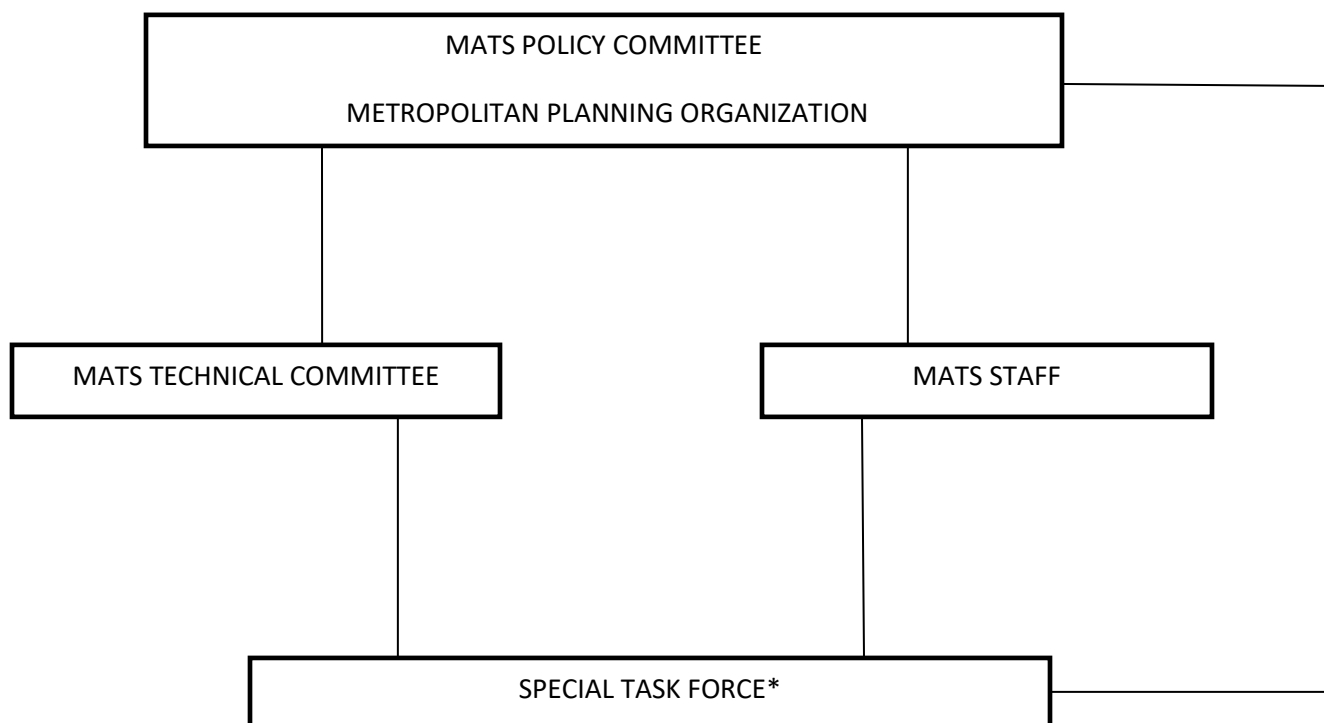 MATS POLICY COMMITTEE
METROPOLITAN PLANNING ORGANIZATION
MATS TECHNICAL COMMITTEE
MATS STAFF
SPECIAL TASK FORCE*